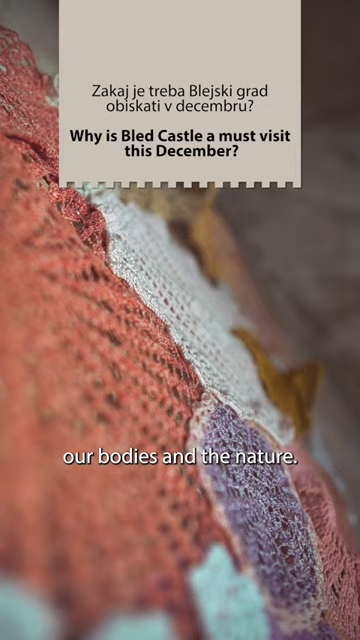 Zakaj je treba Blejski grad
obiskati v decembru?
Why is Bled Castle a must visit
this December?
our bodies and the nature.